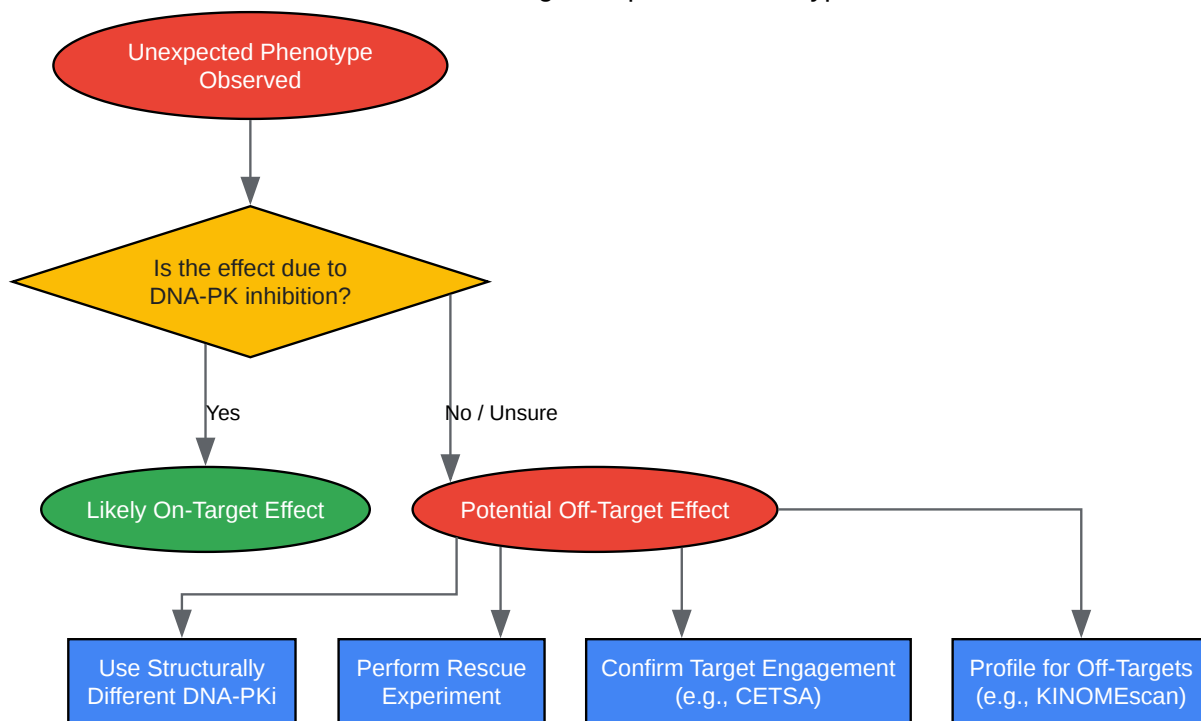 Unexpected Phenotype
Observed
Is the effect due to
DNA-PK inhibition?
Yes
No / Unsure
Likely On-Target Effect
Potential Off-Target Effect
Use Structurally
Different DNA-PKi
Perform Rescue
Experiment
Confirm Target Engagement
(e.g., CETSA)
Profile for Off-Targets
(e.g., KINOMEscan)